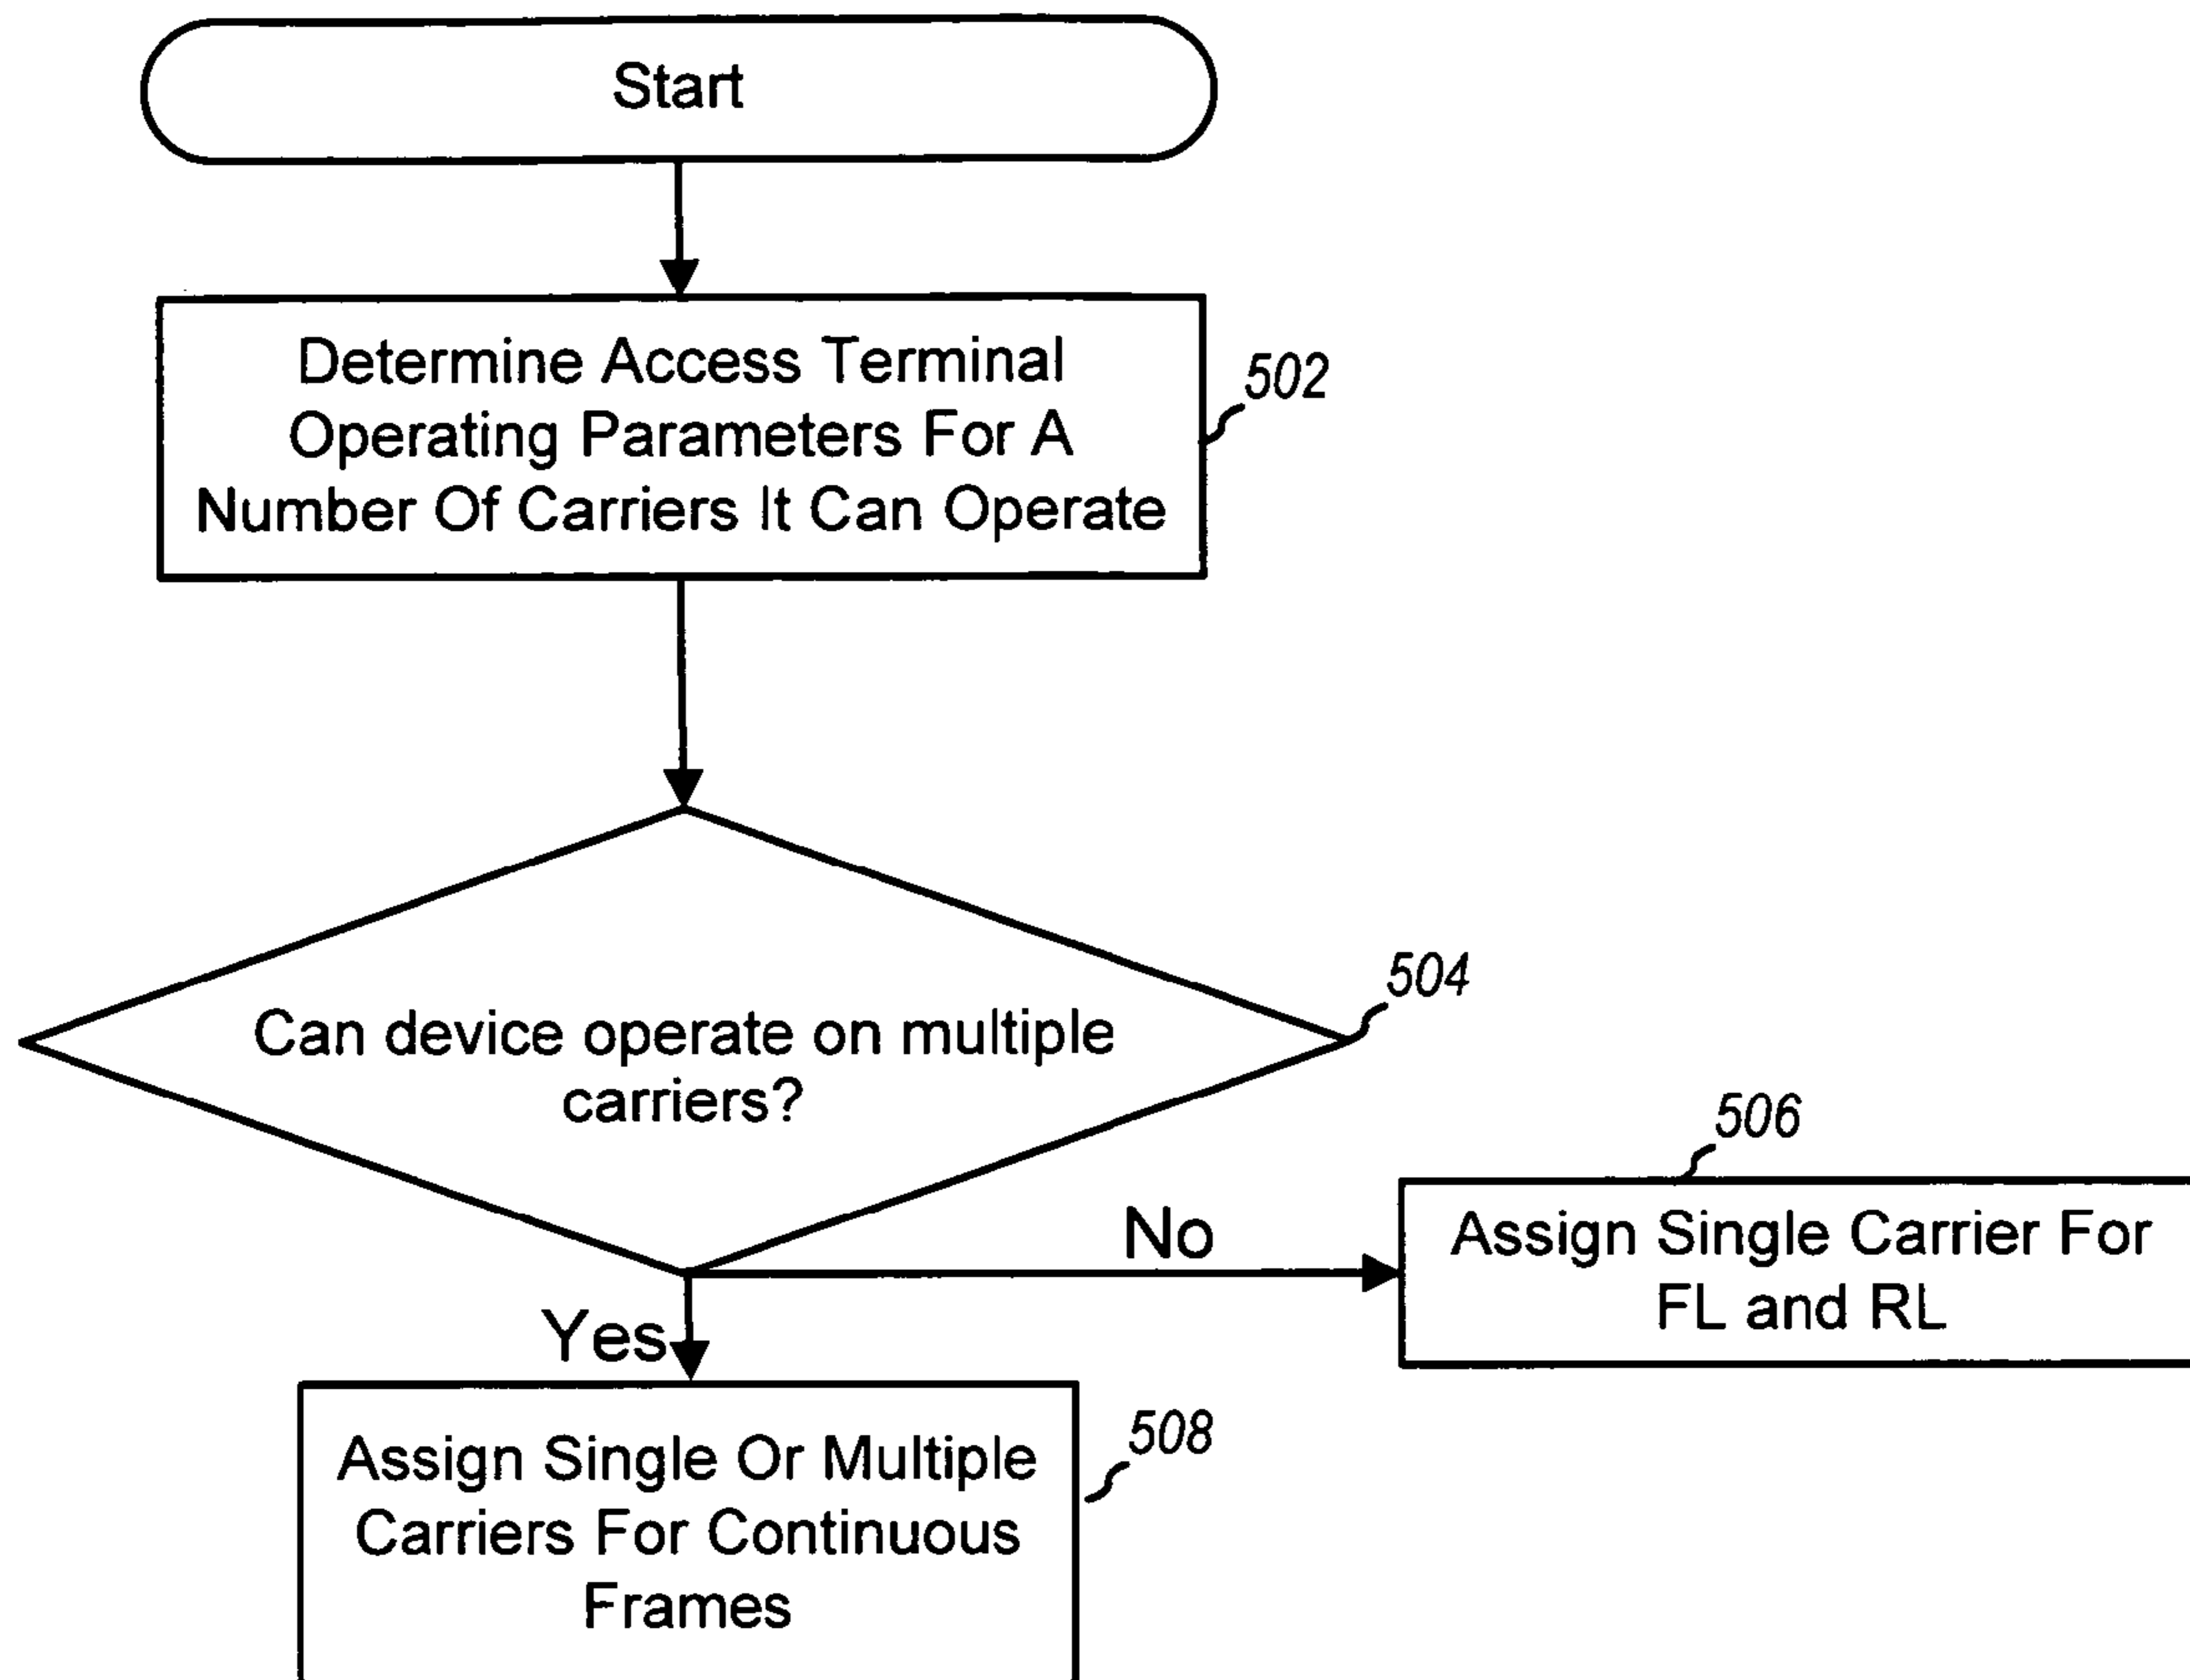 Start
Determine Access Terminal
Operating Parameters For A
Number Of Carriers It Can Operate
502
Can device operate on multiple
carriers?
504
No
506
Assign Single Carrier For
FL and RL
Yes
Assign Single Or Multiple
Carriers For Continuous
Frames
508